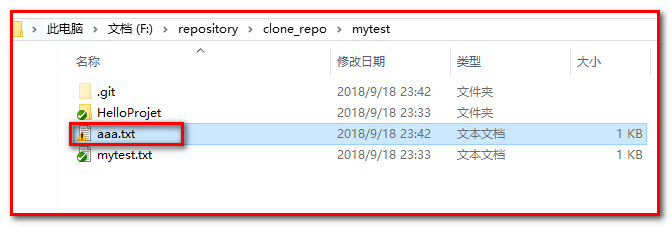 此电脑 › 文档 (F:) › repository › clone_repo › mytest
名称 修改日期 类型 大小
.git 2018/9/18 23:42 文件夹
HelloProjet 2018/9/18 23:33 文件夹
aaa.txt 2018/9/18 23:42 文本文档 1 KB
mytest.txt 2018/9/18 23:33 文本文档 1 KB